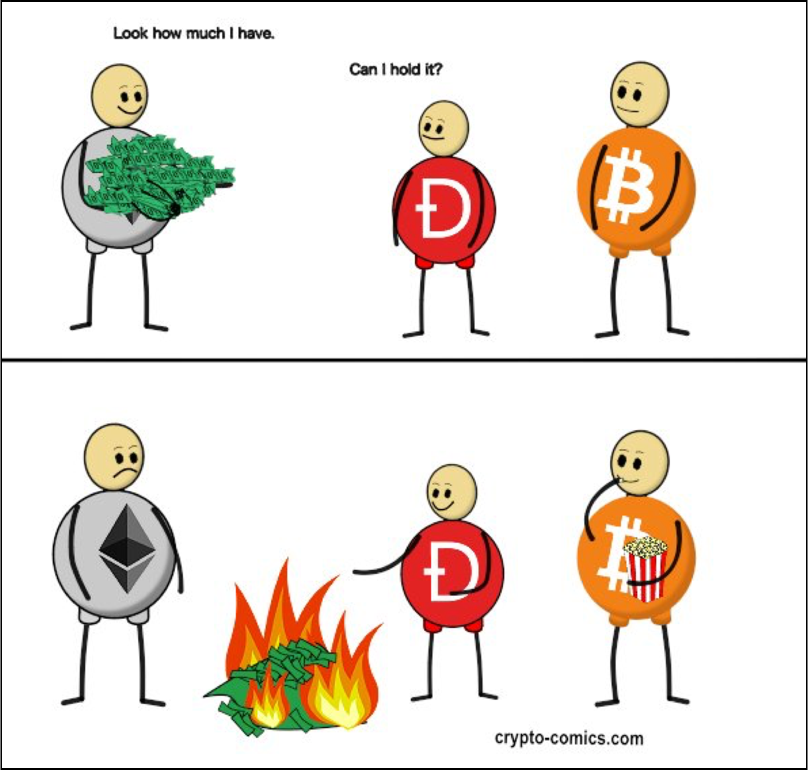 Look how much I have.
Can I hold it?
crypto-comics.com